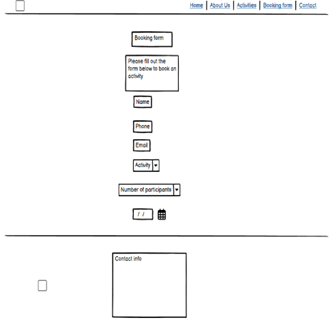 Home | About Us | Activities | Booking form | Contact
Booking form
Please fill out the
form below to book an
activity
Name
Phone
Email
Activity
Number of participants
/ /
Contact info